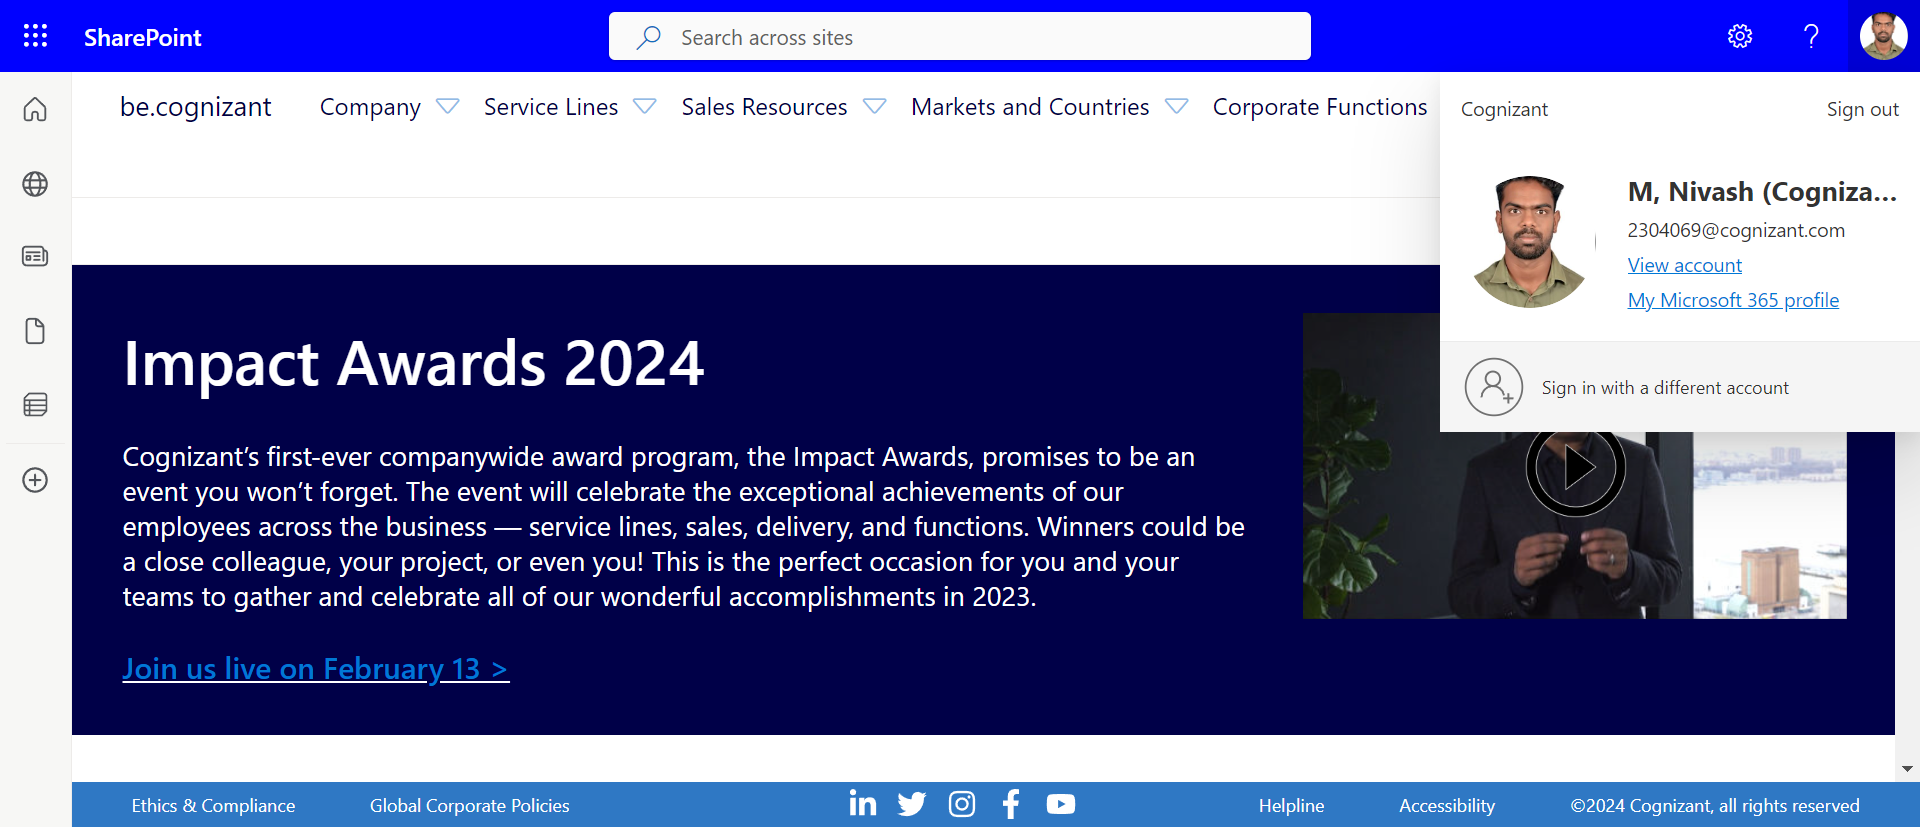 SharePoint
Search across sites
be.cognizant
Company
Service Lines
Sales Resources
Markets and Countries
Corporate Functions
Cognizant
Sign out
M, Nivash (Cogniza...
2304069@cognizant.com
View account
My Microsoft 365 profile
Sign in with a different account
Impact Awards 2024
Cognizant’s first-ever companywide award program, the Impact Awards, promises to be an
event you won’t forget. The event will celebrate the exceptional achievements of our
employees across the business — service lines, sales, delivery, and functions. Winners could be
a close colleague, your project, or even you! This is the perfect occasion for you and your
teams to gather and celebrate all of our wonderful accomplishments in 2023.
Join us live on February 13 >
Ethics & Compliance
Global Corporate Policies
Helpline
Accessibility
©2024 Cognizant, all rights reserved